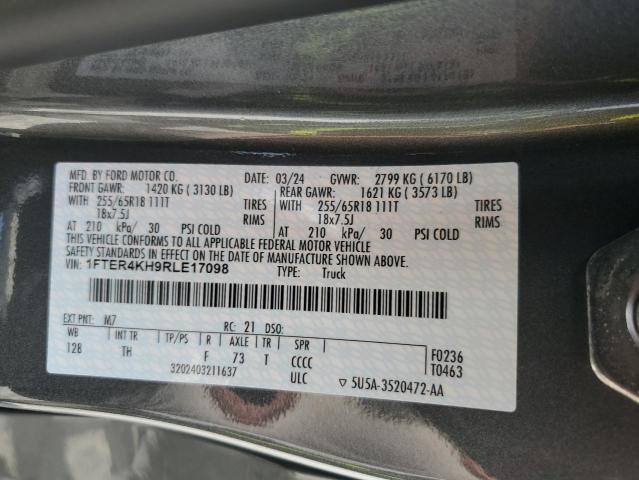 MFD. BY FORD MOTOR CO. DATE: 03/24 GVWR: 2799 KG ( 6170 LB)
FRONT GAWR: 1420 KG ( 3130 LB) REAR GAWR: 1621 KG ( 3573 LB)
WITH 255/65R18 111T TIRES WITH 255/65R18 111T TIRES
18x7.5J RIMS 18x7.5J RIMS
AT 210 kPa/ 30 PSI COLD AT 210 kPa/ 30 PSI COLD
THIS VEHICLE CONFORMS TO ALL APPLICABLE FEDERAL MOTOR VEHICLE
SAFETY STANDARDS IN EFFECT ON THE DATE OF MANUFACTURE SHOWN ABOVE.
VIN: 1FTER4KH9RLE17098 TYPE: Truck
EXT PNT: M7 RC: 21 DSO:
WB INT TR TP/PS R AXLE TR SPR
128 TH F 73 T CCCC F0236
3202403211637 ULC T0463
▽ 5U5A-3520472-AA